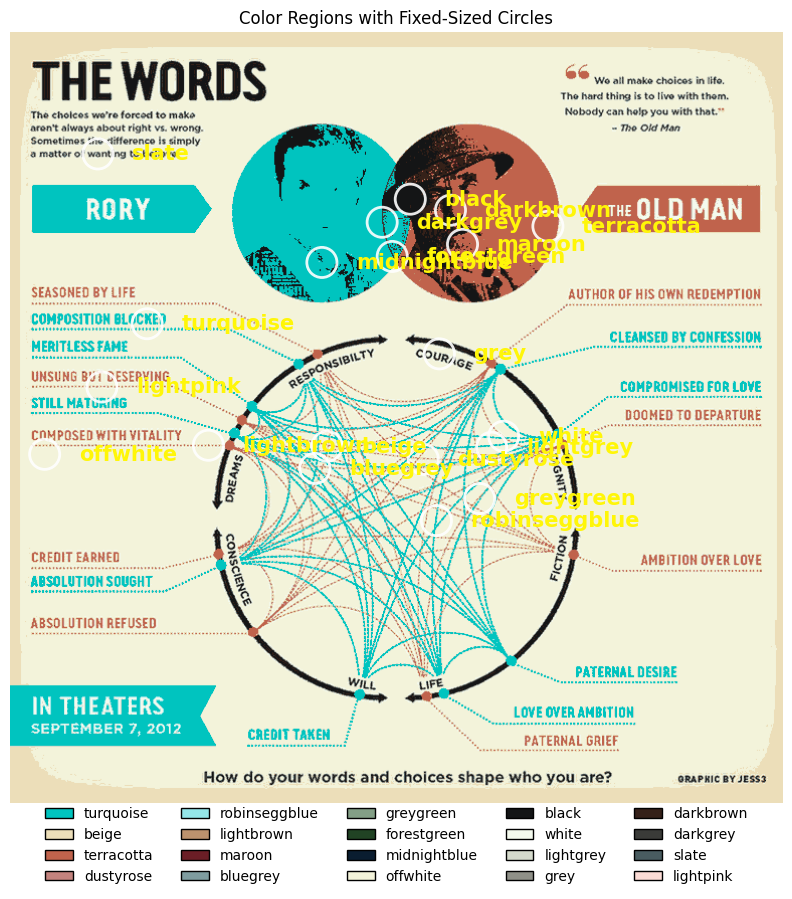 Color Regions with Fixed-Sized Circles
THE WORDS
The choices we're forced to make
aren't always about right vs. wrong.
Sometimes the difference is simply
a matter of wanting to
slate
❝ We all make choices in life.
The hard thing is to live with them.
Nobody can help you with that.”
– The Old Man
RORY
THE OLD MAN
black
darkbrown
darkgrey
terracotta
maroon
forestgreen
midnightblue
SEASONED BY LIFE
COMPOSITION BLOCKED
turquoise
MERITLESS FAME
UNSUNG BUT DESERVING
lightpink
STILL MATURING
COMPOSED WITH VITALITY
offwhite
CREDIT EARNED
ABSOLUTION SOUGHT
ABSOLUTION REFUSED
AUTHOR OF HIS OWN REDEMPTION
CLEANSED BY CONFESSION
COMPROMISED FOR LOVE
DOOMED TO DEPARTURE
AMBITION OVER LOVE
PATERNAL DESIRE
LOVE OVER AMBITION
PATERNAL GRIEF
CREDIT TAKEN
RESPONSIBILTY
COURAGE
grey
DREAMS
lightbrown
beige
white
lightgrey
bluegrey
dustyrose
greygreen
robinseggblue
CONSCIENCE
FICTION
WILL
LIFE
IN THEATERS
SEPTEMBER 7, 2012
How do your words and choices shape who you are?
GRAPHIC BY JESS3
turquoise robinseggblue greygreen black darkbrown
beige lightbrown forestgreen white darkgrey
terracotta maroon midnightblue lightgrey slate
dustyrose bluegrey offwhite grey lightpink